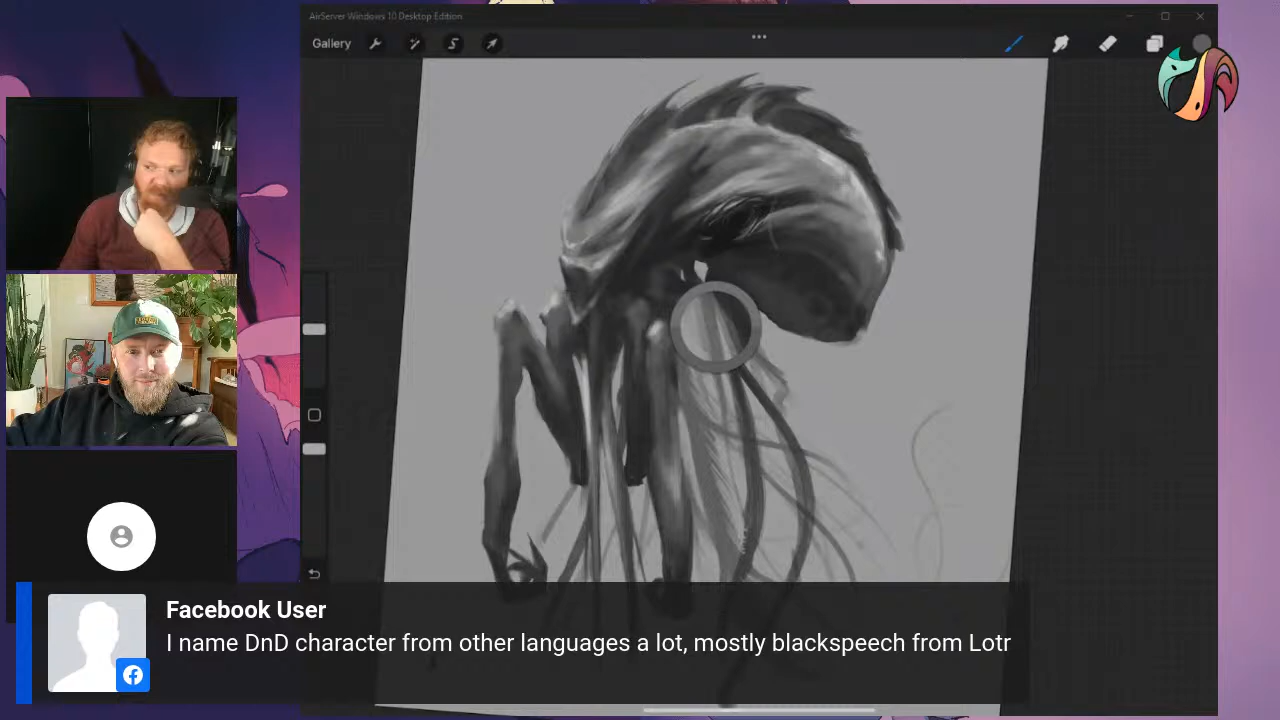 AirServer Windows 10 Desktop Edition
Gallery
Facebook User
I name DnD character from other languages a lot, mostly blackspeech from Lotr